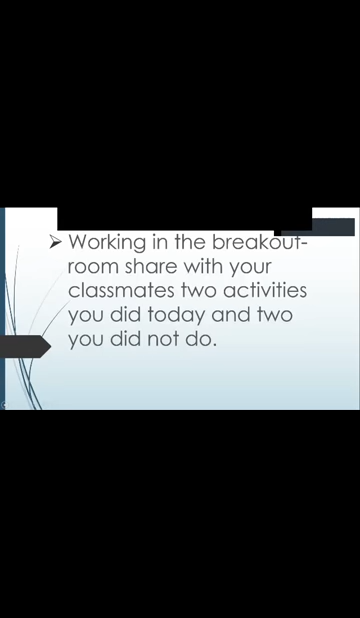 Working in the breakout-
room share with your
classmates two activities
you did today and two
you did not do.